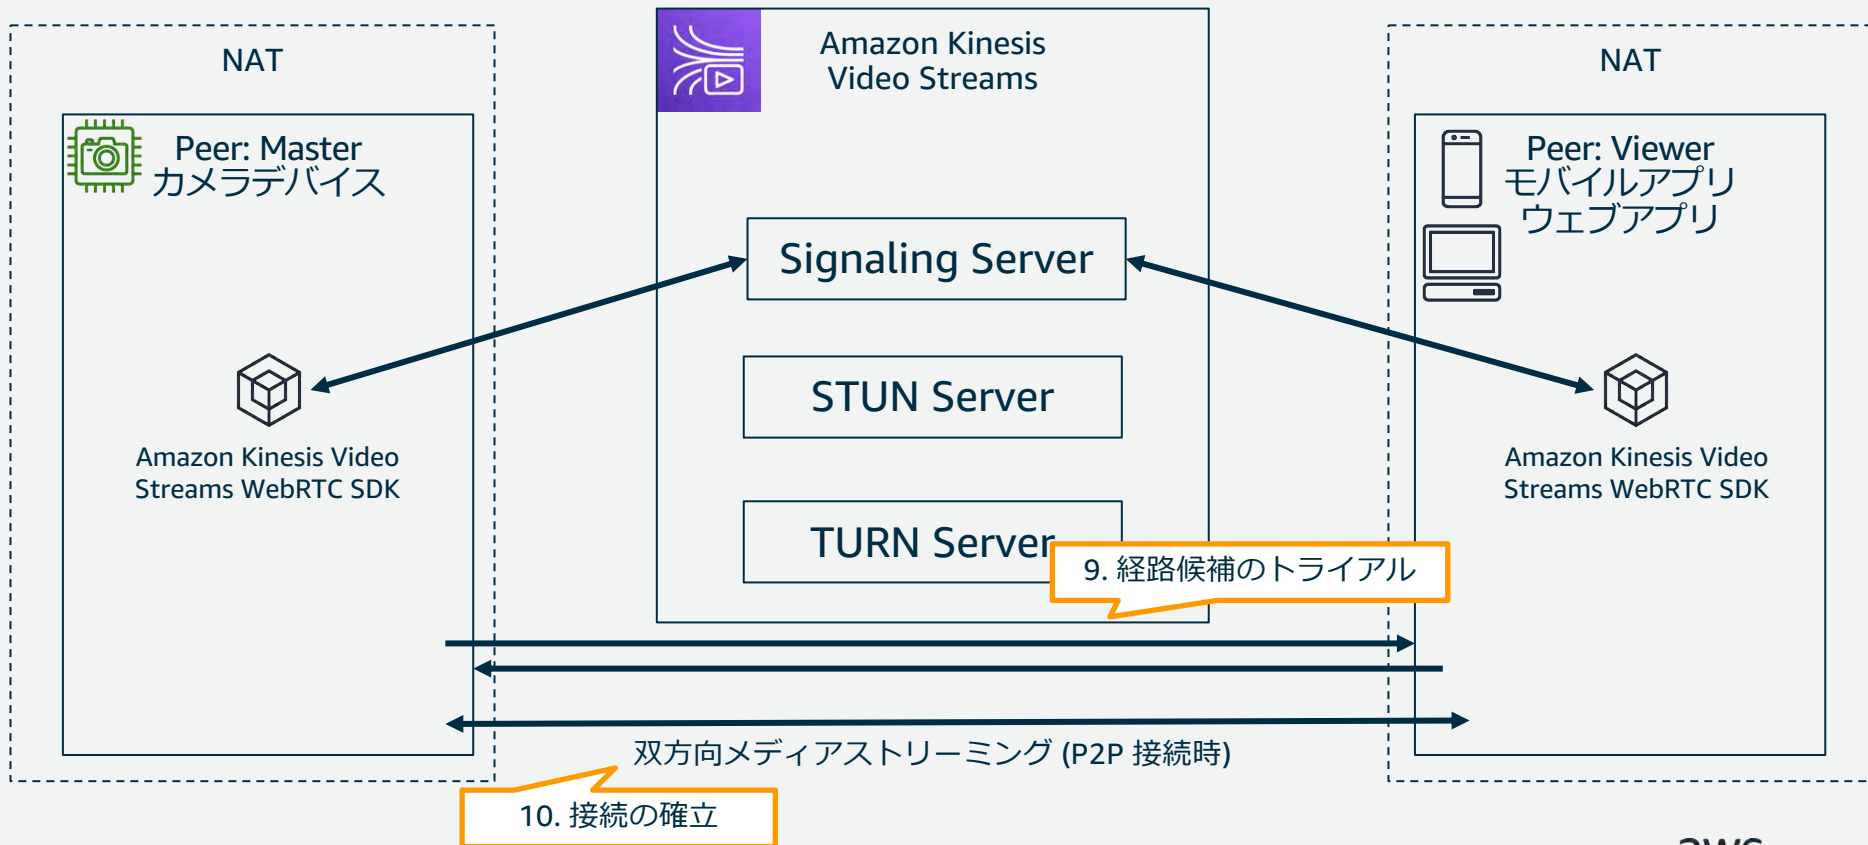 NAT
Peer: Master
カメラデバイス
Amazon Kinesis Video
Streams WebRTC SDK
Amazon Kinesis
Video Streams
Signaling Server
STUN Server
TURN Server
9. 経路候補のトライアル
NAT
Peer: Viewer
モバイルアプリ
ウェブアプリ
Amazon Kinesis Video
Streams WebRTC SDK
双方向メディアストリーミング (P2P 接続時)
10. 接続の確立
aws